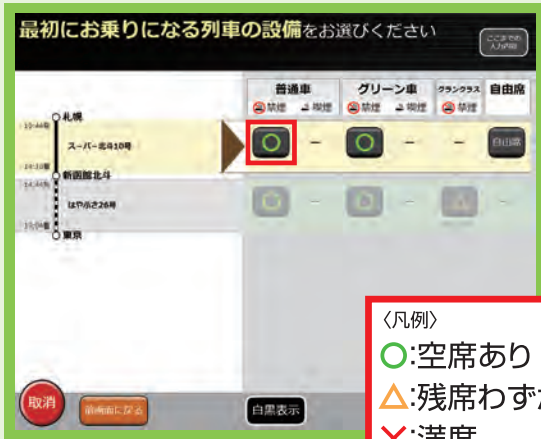 最初にお乗りになる列車の設備をお選びください
ここまでの
入力内容
普通車 グリーン車 グランクラス 自由席
禁煙 喫煙 禁煙 喫煙 禁煙
札幌
スーパー北斗10号
○ － ○ － － 自由席
新函館北斗
はやぶさ26号
○ － ○ － △ －
東京
〈凡例〉
○:空席あり
△:残席わずか
×:満席
取消
前画面に戻る
白黒表示